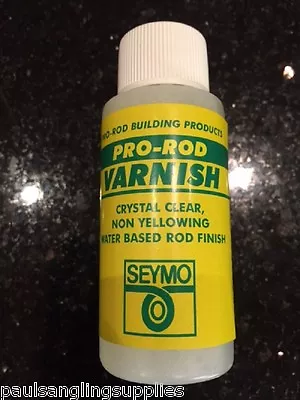 PRO-ROD BUILDING PRODUCTS
PRO-ROD
VARNISH
CRYSTAL CLEAR,
NON YELLOWING
WATER BASED ROD FINISH
SEYMO
paulsanglingsupplies